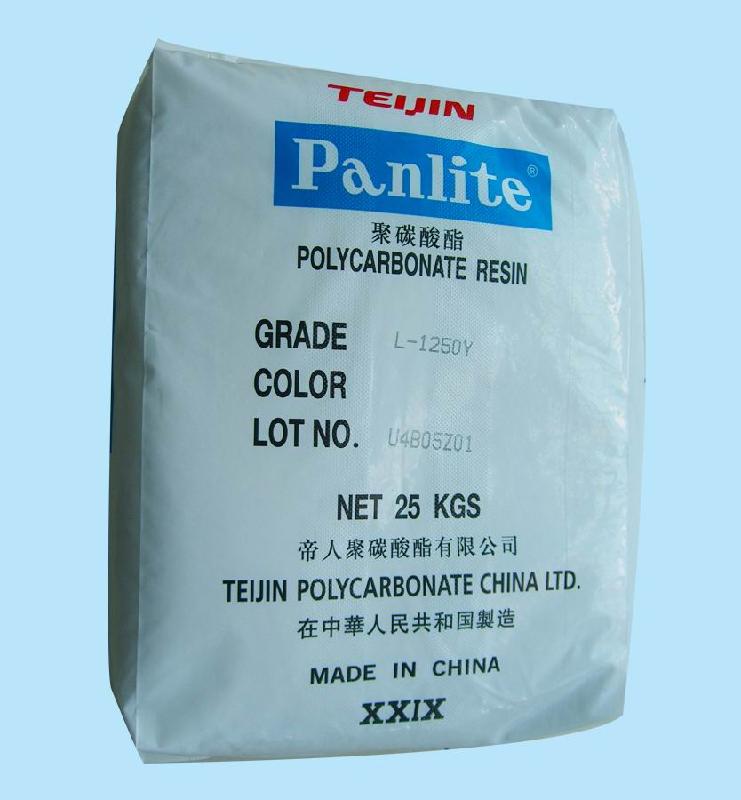 TEIJIN
Panlite®
聚碳酸酯
POLYCARBONATE RESIN
GRADE L-1250Y
COLOR
LOT NO. U4B05Z01
NET 25 KGS
帝人聚碳酸酯有限公司
TEIJIN POLYCARBONATE CHINA LTD.
在中華人民共和国製造
MADE IN CHINA
XXIX